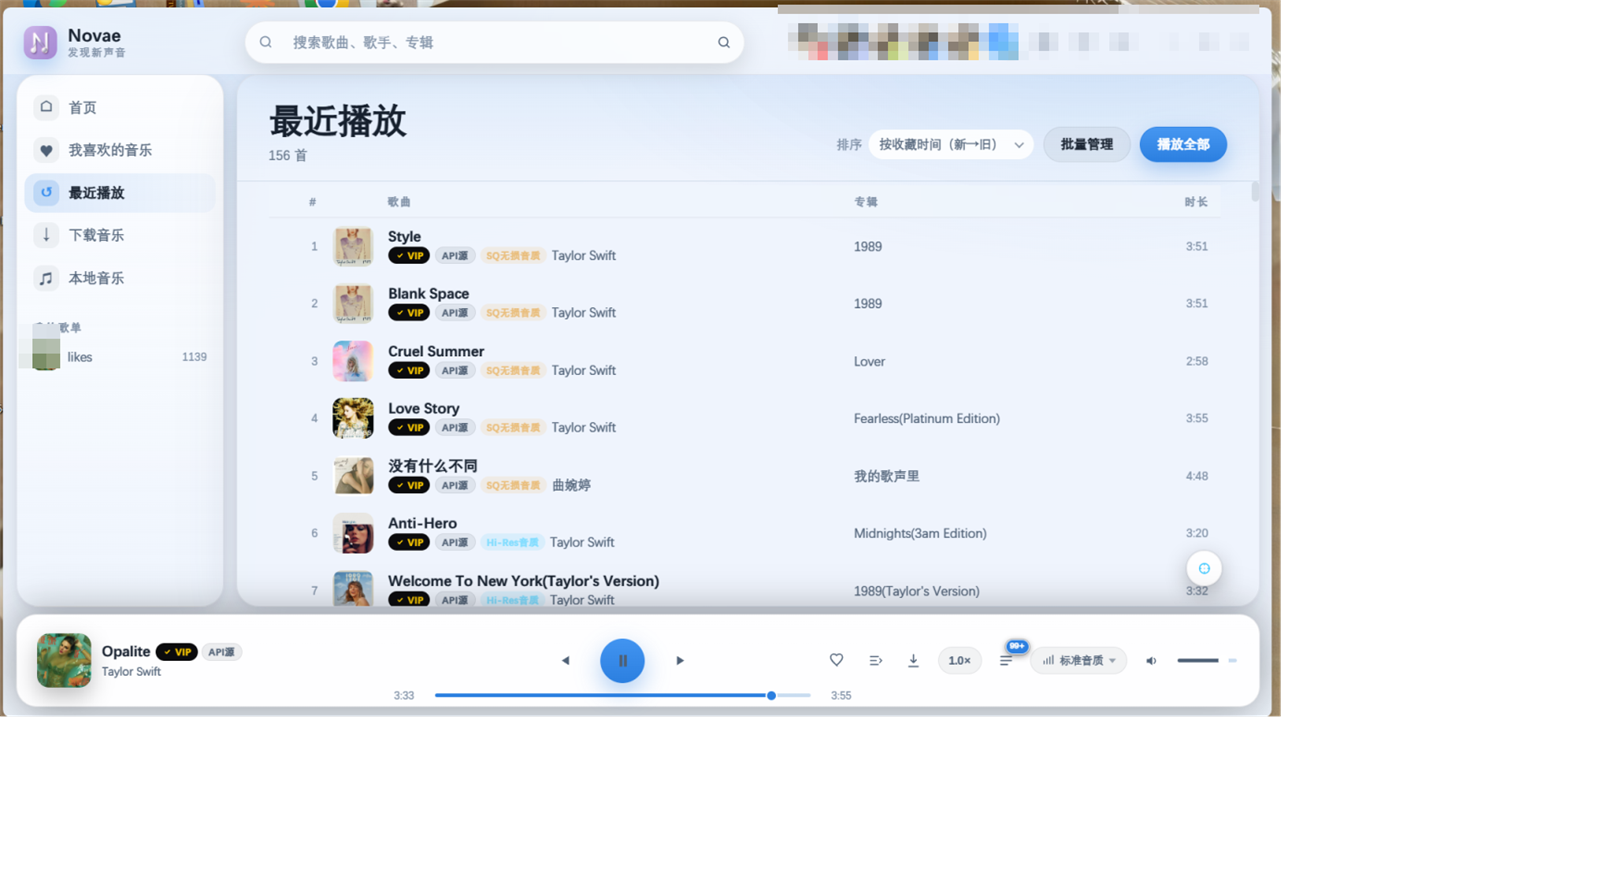 Novae
发现新声音
搜索歌曲、歌手、专辑
首页
我喜欢的音乐
最近播放
下载音乐
本地音乐
歌单
likes 1139
最近播放
156 首
排序 按收藏时间（新→旧） 批量管理 播放全部
# 歌曲 专辑 时长
1 Style 1989 3:51
VIP API源 SQ无损音质 Taylor Swift
2 Blank Space 1989 3:51
VIP API源 SQ无损音质 Taylor Swift
3 Cruel Summer Lover 2:58
VIP API源 SQ无损音质 Taylor Swift
4 Love Story Fearless(Platinum Edition) 3:55
VIP API源 SQ无损音质 Taylor Swift
5 没有什么不同 我的歌声里 4:48
VIP API源 SQ无损音质 曲婉婷
6 Anti-Hero Midnights(3am Edition) 3:20
VIP API源 Hi-Res音质 Taylor Swift
7 Welcome To New York(Taylor's Version) 1989(Taylor's Version) 3:32
VIP API源 Hi-Res音质 Taylor Swift
Opalite VIP API源
Taylor Swift
1.0× 99+ 标准音质
3:33 3:55